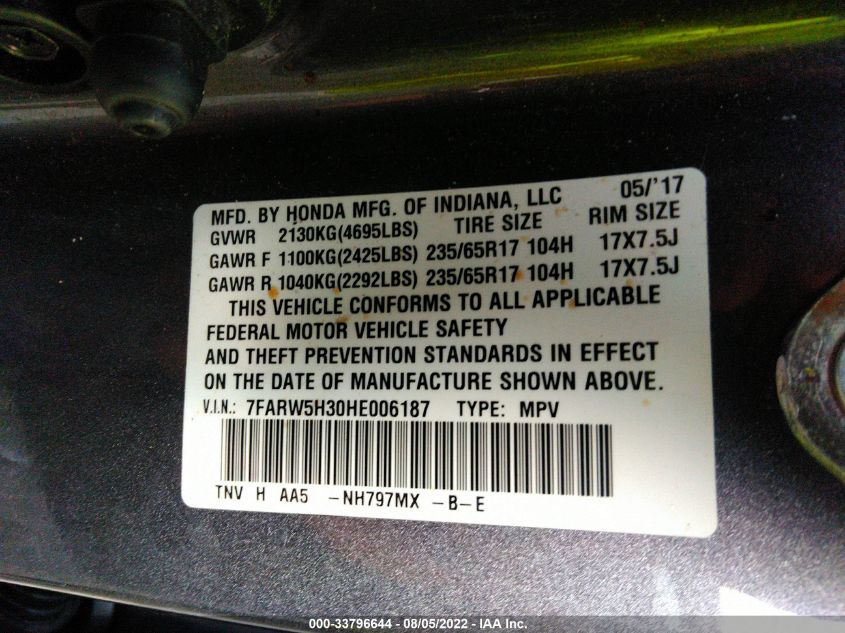 MFD. BY HONDA MFG. OF INDIANA, LLC 05/'17
GVWR 2130KG(4695LBS) TIRE SIZE RIM SIZE
GAWR F 1100KG(2425LBS) 235/65R17 104H 17X7.5J
GAWR R 1040KG(2292LBS) 235/65R17 104H 17X7.5J
THIS VEHICLE CONFORMS TO ALL APPLICABLE
FEDERAL MOTOR VEHICLE SAFETY
AND THEFT PREVENTION STANDARDS IN EFFECT
ON THE DATE OF MANUFACTURE SHOWN ABOVE.
V.I.N.: 7FARW5H30HE006187 TYPE: MPV
TNV H AA5 -NH797MX -B-E
000-33796644 - 08/05/2022 - IAA Inc.